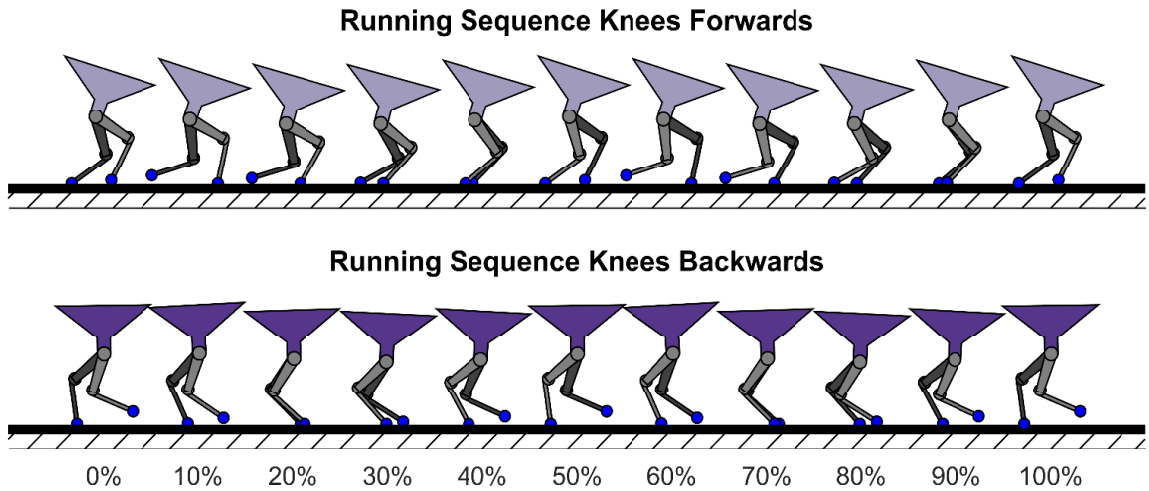 Running Sequence Knees Forwards
Running Sequence Knees Backwards
0% 10% 20% 30% 40% 50% 60% 70% 80% 90% 100%